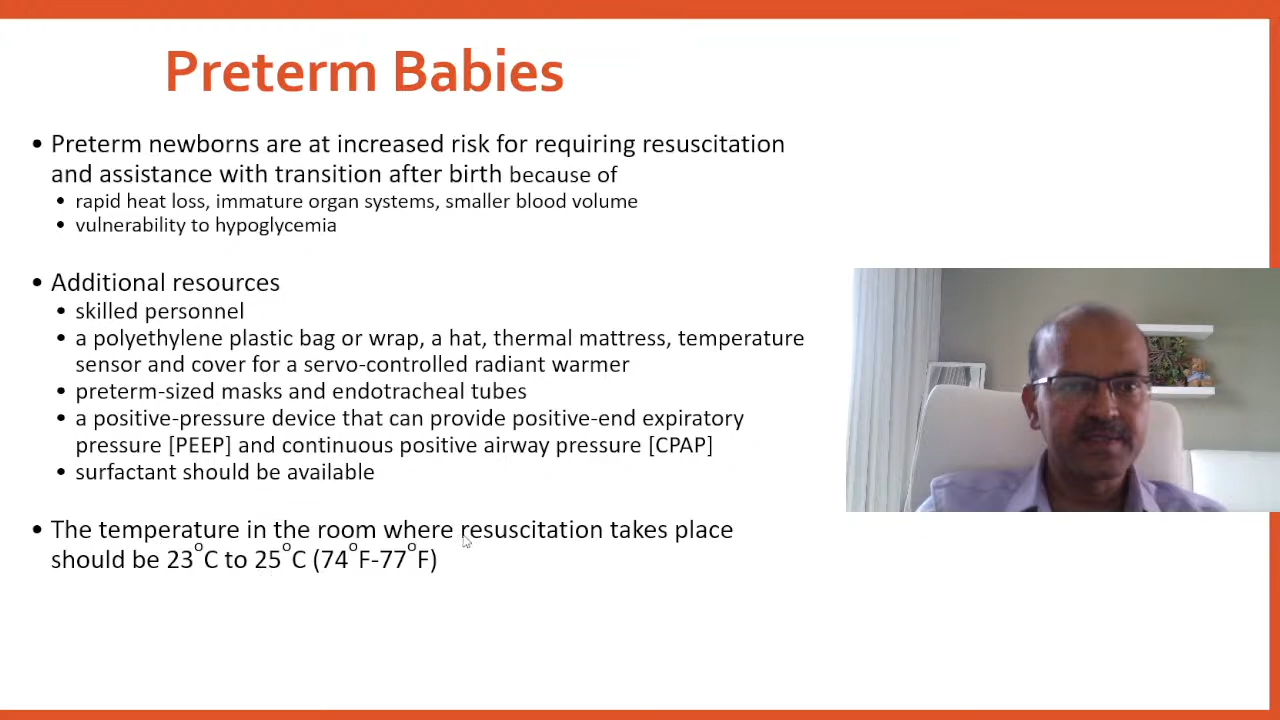 Preterm Babies
• Preterm newborns are at increased risk for requiring resuscitation
and assistance with transition after birth because of
• rapid heat loss, immature organ systems, smaller blood volume
• vulnerability to hypoglycemia
• Additional resources
• skilled personnel
• a polyethylene plastic bag or wrap, a hat, thermal mattress, temperature
sensor and cover for a servo-controlled radiant warmer
• preterm-sized masks and endotracheal tubes
• a positive-pressure device that can provide positive-end expiratory
pressure [PEEP] and continuous positive airway pressure [CPAP]
• surfactant should be available
• The temperature in the room where resuscitation takes place
should be 23°C to 25°C (74°F-77°F)